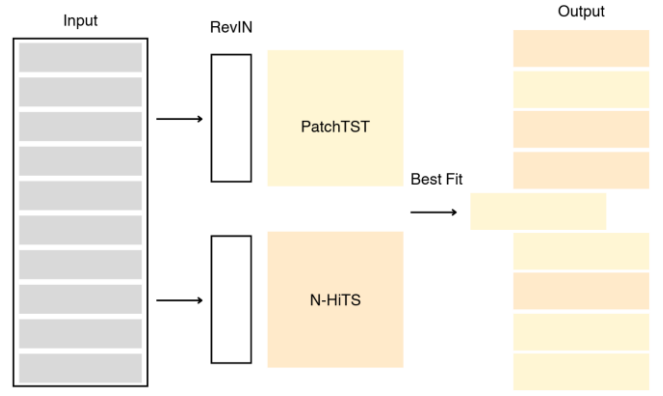 Input
RevIN
Output
PatchTST
Best Fit
N-HiTS